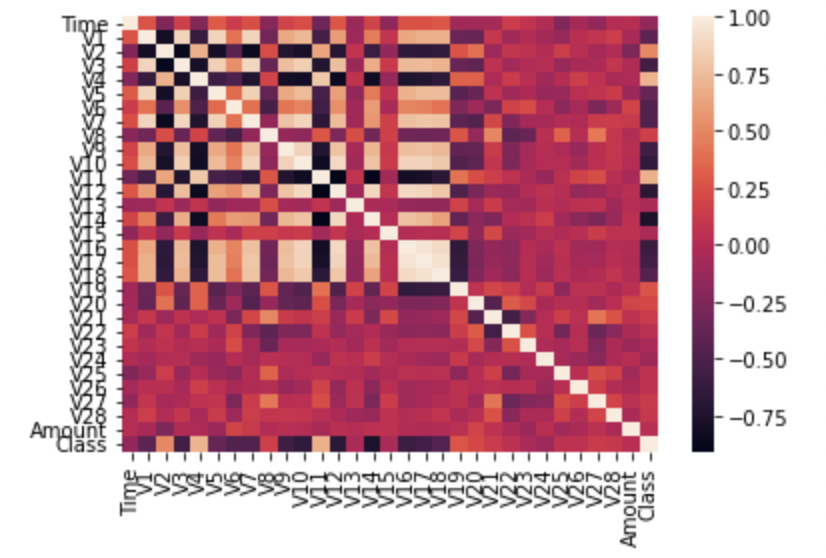 Time
V1
V2
V3
V4
V5
V6
V7
V8
V9
V10
V11
V12
V13
V14
V15
V16
V17
V18
V19
V20
V21
V22
V23
V24
V25
V26
V27
V28
Amount
Class
1.00
0.75
0.50
0.25
0.00
−0.25
−0.50
−0.75
Time V1 V2 V3 V4 V5 V6 V7 V8 V9 V10 V11 V12 V13 V14 V15 V16 V17 V18 V19 V20 V21 V22 V23 V24 V25 V26 V27 V28 Amount Class